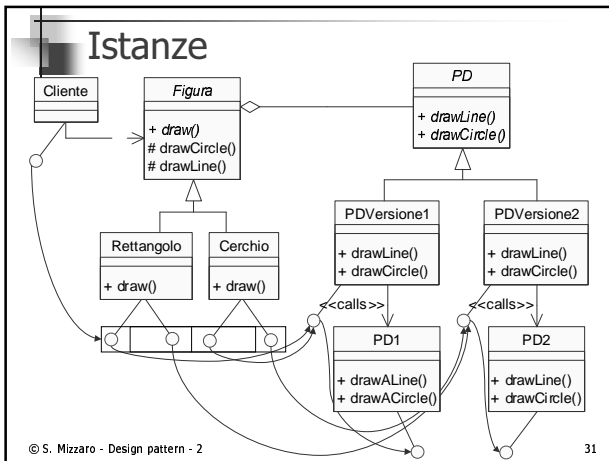 Istanze
Cliente
Figura
+ draw()
# drawCircle()
# drawLine()
PD
+ drawLine()
+ drawCircle()
Rettangolo
+ draw()
Cerchio
+ draw()
PDVersione1
+ drawLine()
+ drawCircle()
PDVersione2
+ drawLine()
+ drawCircle()
<<calls>>
<<calls>>
PD1
+ drawALine()
+ drawACircle()
PD2
+ drawLine()
+ drawCircle()
© S. Mizzaro - Design pattern - 2
31